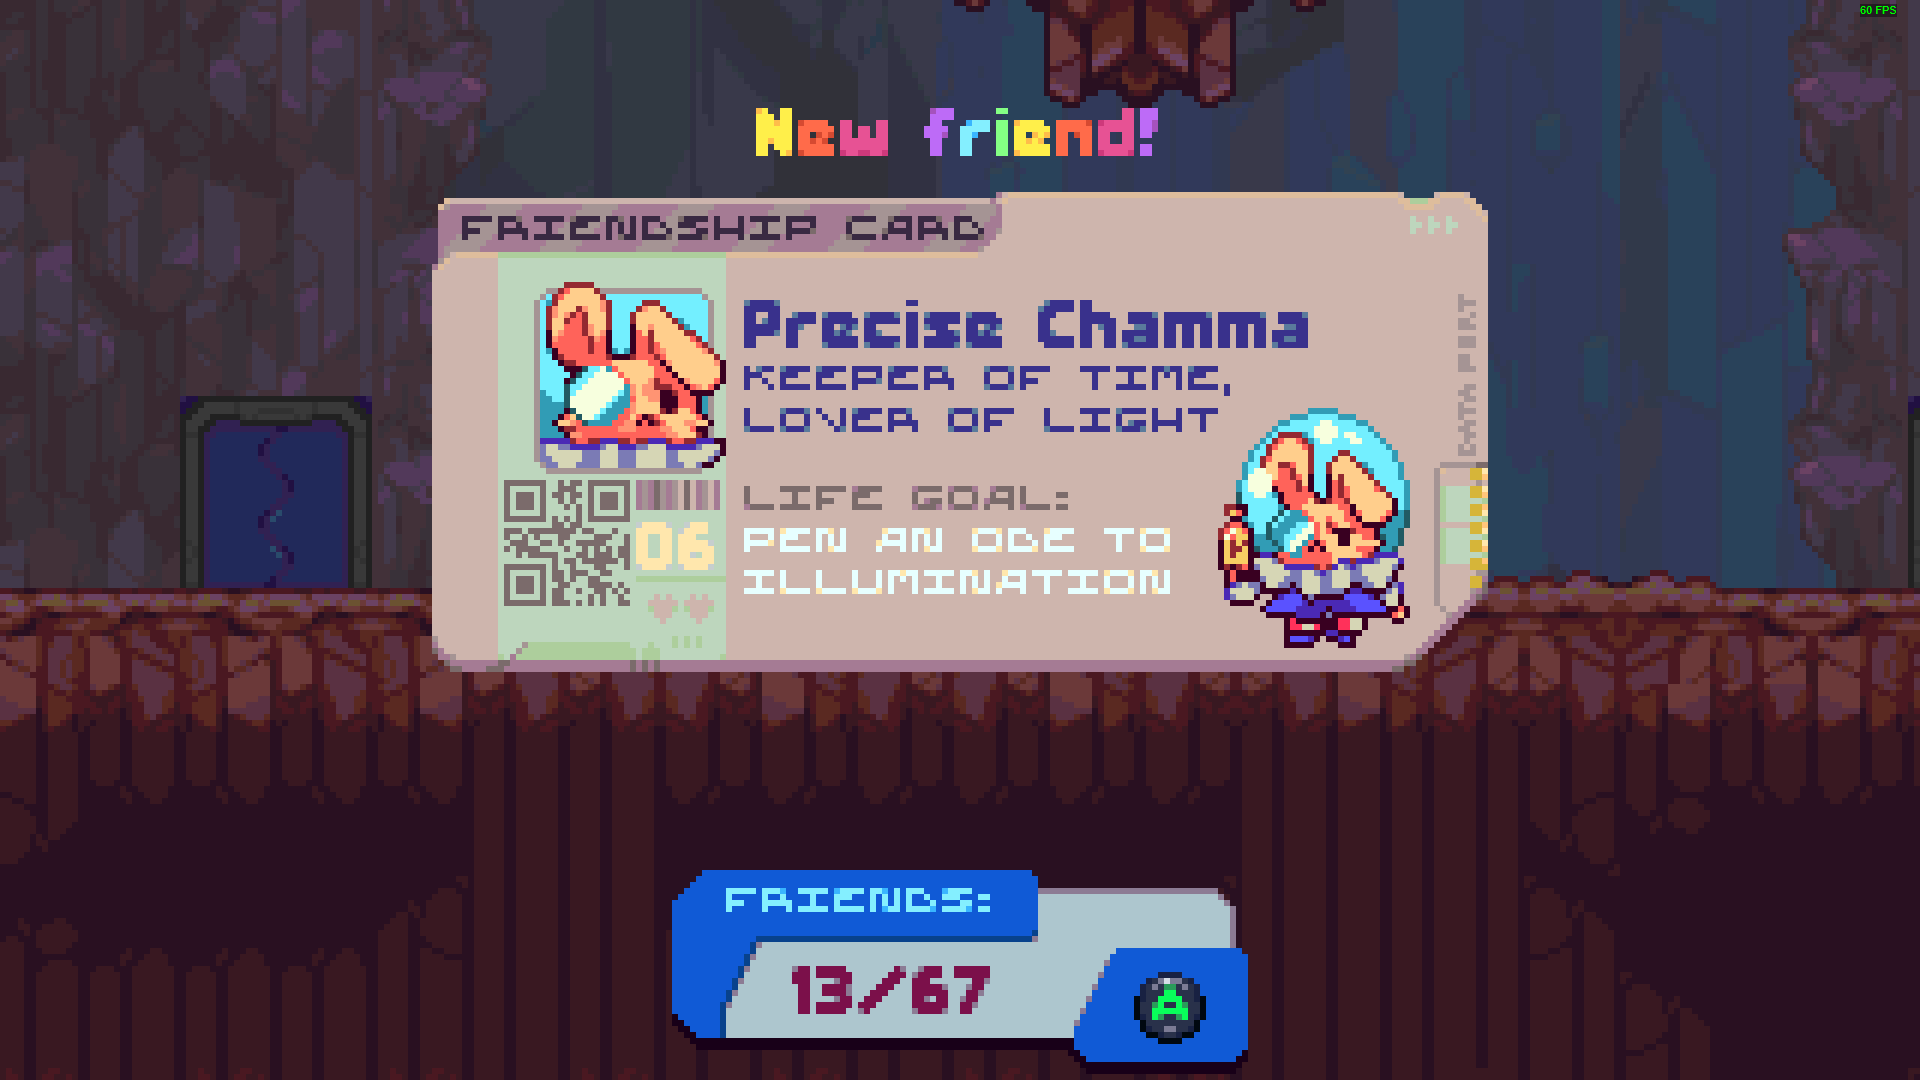 60 FPS
New friend!
FRIENDSHIP CARD
Precise Chamma
KEEPER OF TIME,
LOVER OF LIGHT
DATA PERT
LIFE GOAL:
06
PEN AN ODE TO
ILLUMINATION
FRIENDS:
13/67
A